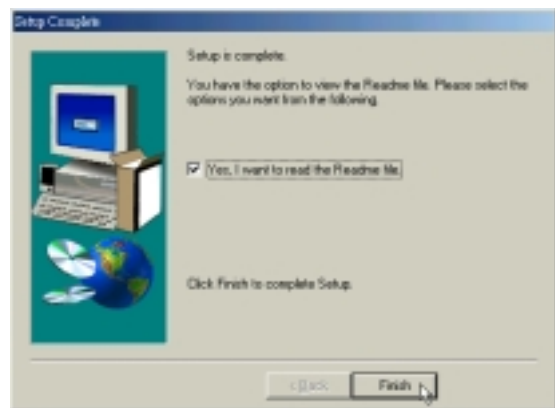 Setup Complete
Setup is complete.
You have the option to view the Readme file. Please select the
options you want from the following.
Yes, I want to read the Readme file.
Click Finish to complete Setup.
< Back
Finish